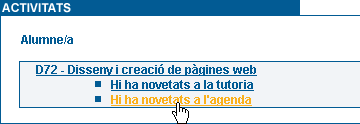 ACTIVITATS
Alumne/a
D72 - Disseny i creació de pàgines web
Hi ha novetats a la tutoria
Hi ha novetats a l'agenda